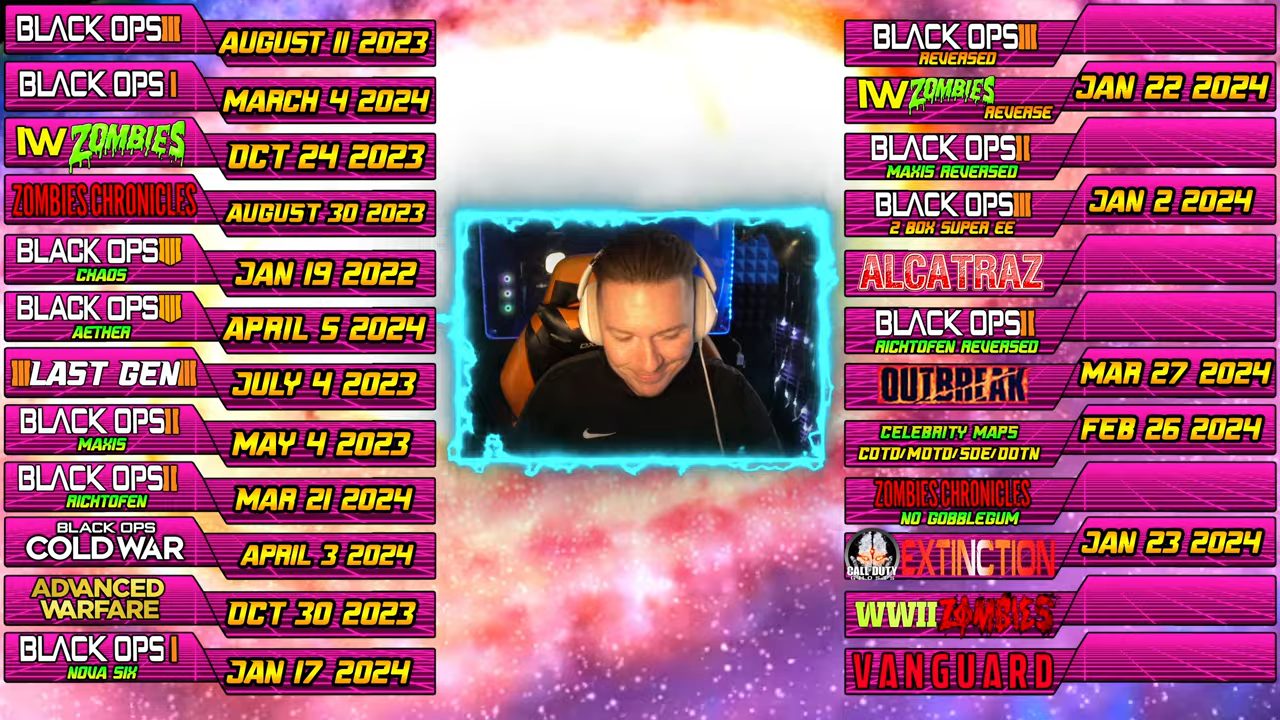 BLACK OPS III
AUGUST 11 2023
BLACK OPS I
MARCH 4 2024
IW ZOMBIES
OCT 24 2023
ZOMBIES CHRONICLES
AUGUST 30 2023
BLACK OPS IIII
CHAOS
JAN 19 2022
BLACK OPS IIII
AETHER
APRIL 5 2024
III LAST GEN III
JULY 4 2023
BLACK OPS II
MAXIS
MAY 4 2023
BLACK OPS II
RICHTOFEN
MAR 21 2024
BLACK OPS
COLD WAR
APRIL 3 2024
ADVANCED
WARFARE
OCT 30 2023
BLACK OPS I
NOVA SIX
JAN 17 2024
BLACK OPS III
REVERSED
IW ZOMBIES
REVERSE
JAN 22 2024
BLACK OPS II
MAXIS REVERSED
BLACK OPS III
2 BOX SUPER EE
JAN 2 2024
ALCATRAZ
BLACK OPS II
RICHTOFEN REVERSED
OUTBREAK
MAR 27 2024
CELEBRITY MAPS
COTD/MOTD/SOE/DOTN
FEB 26 2024
ZOMBIES CHRONICLES
NO GOBBLEGUM
CALL DUTY
EXTINCTION
JAN 23 2024
WWII ZOMBIES
VANGUARD